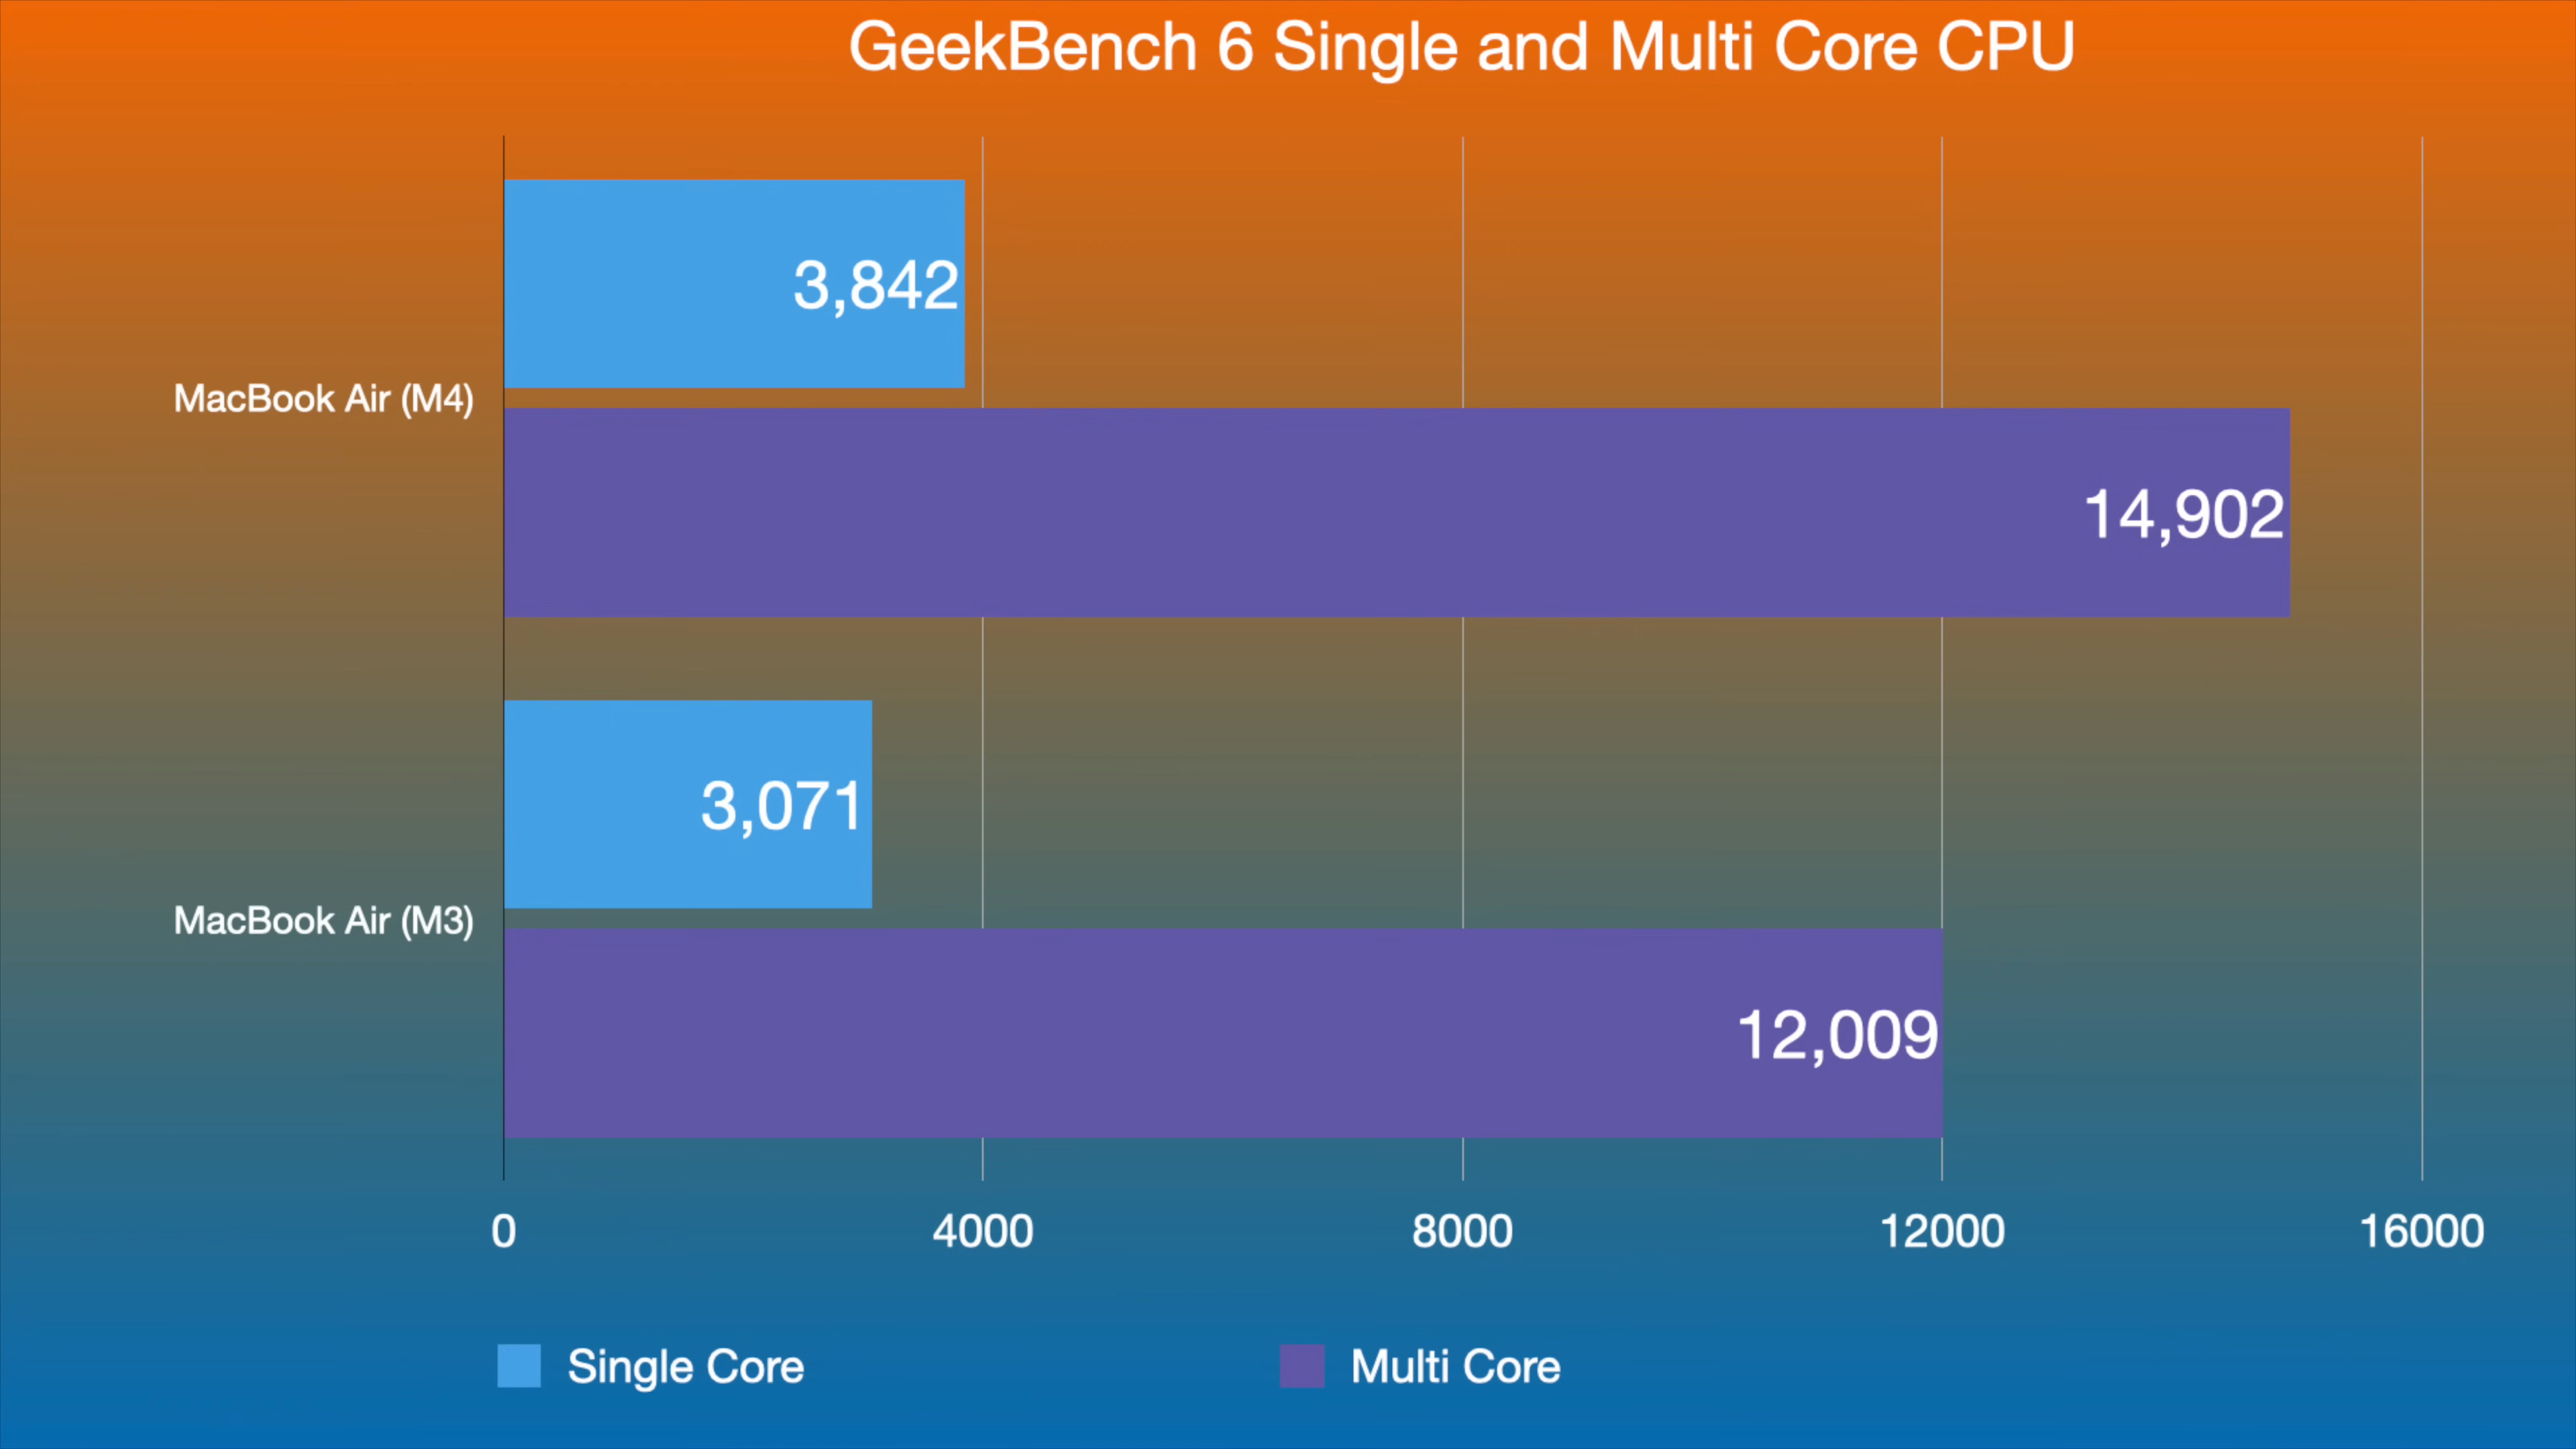 GeekBench 6 Single and Multi Core CPU
3,842
MacBook Air (M4)
14,902
3,071
MacBook Air (M3)
12,009
0 4000 8000 12000 16000
Single Core Multi Core